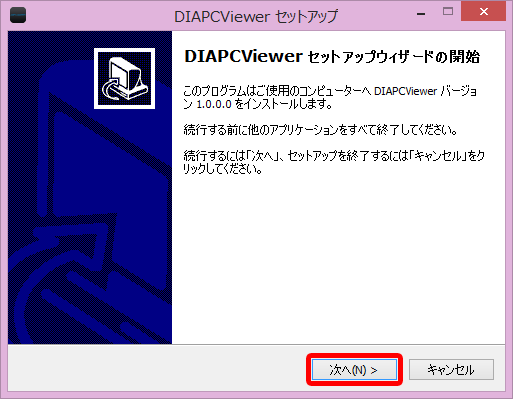 DIAPCViewer セットアップ
DIAPCViewer セットアップウィザードの開始
このプログラムはご使用のコンピューターへ DIAPCViewer バージョ
ン 1.0.0.0 をインストールします。
続行する前に他のアプリケーションをすべて終了してください。
続行するには「次へ」、セットアップを終了するには「キャンセル」をク
リックしてください。
次へ(N) >
キャンセル